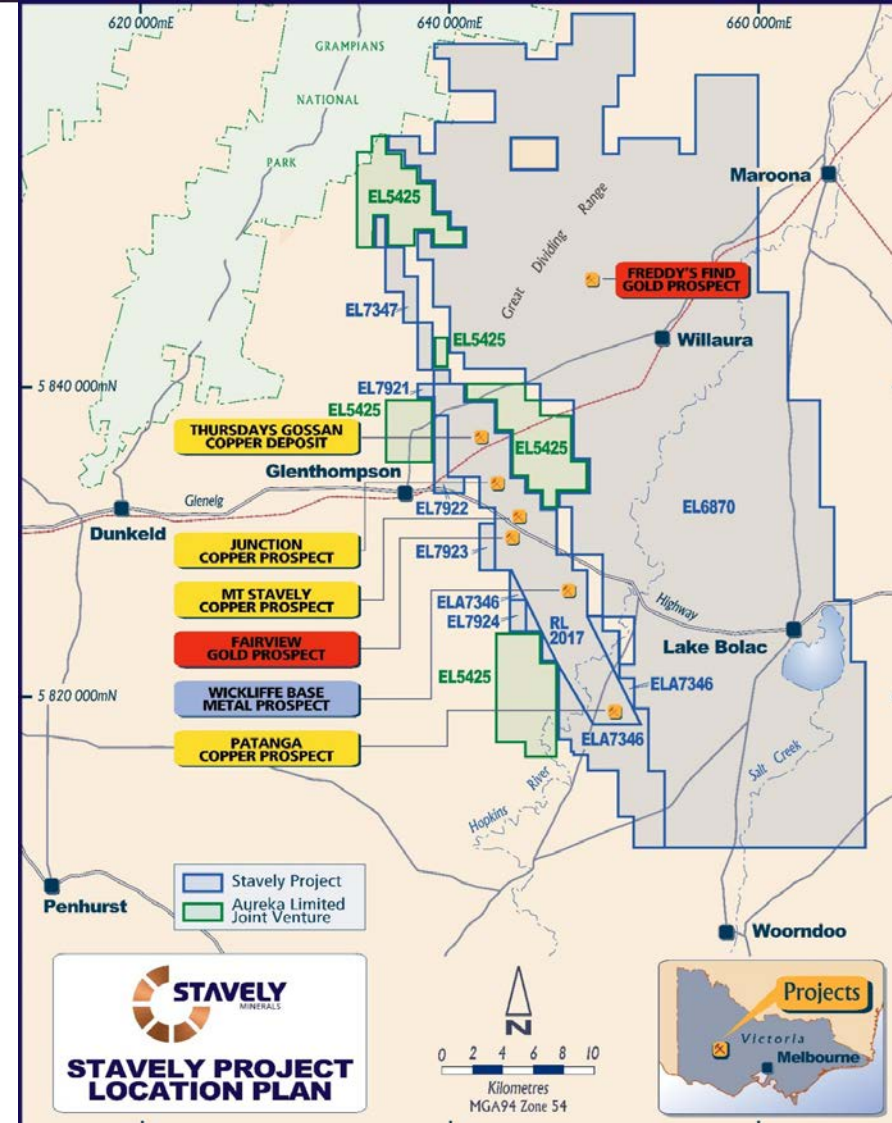 620 000mE
640 000mE
660 000mE
GRAMPIANS
NATIONAL
PARK
Maroona
EL5425
Great Dividing Range
FREDDY'S FIND
GOLD PROSPECT
EL7347
EL5425
Willaura
5 840 000mN
EL7921
EL5425
THURSDAYS GOSSAN
COPPER DEPOSIT
EL5425
Glenthompson
Glenelg
EL7922
EL6870
Dunkeld
JUNCTION
COPPER PROSPECT
EL7923
MT STAVELY
COPPER PROSPECT
ELA7346
Highway
EL7924
RL
2017
FAIRVIEW
GOLD PROSPECT
Lake Bolac
EL5425
ELA7346
WICKLIFFE BASE
METAL PROSPECT
5 820 000mN
ELA7346
PATANGA
COPPER PROSPECT
Salt Creek
Hopkins River
Stavely Project
Aureka Limited
Joint Venture
Penhurst
Woorndoo
STAVELY
MINERALS
STAVELY PROJECT
LOCATION PLAN
N
0 2 4 6 8 10
Kilometres
MGA94 Zone 54
Projects
Victoria
Melbourne